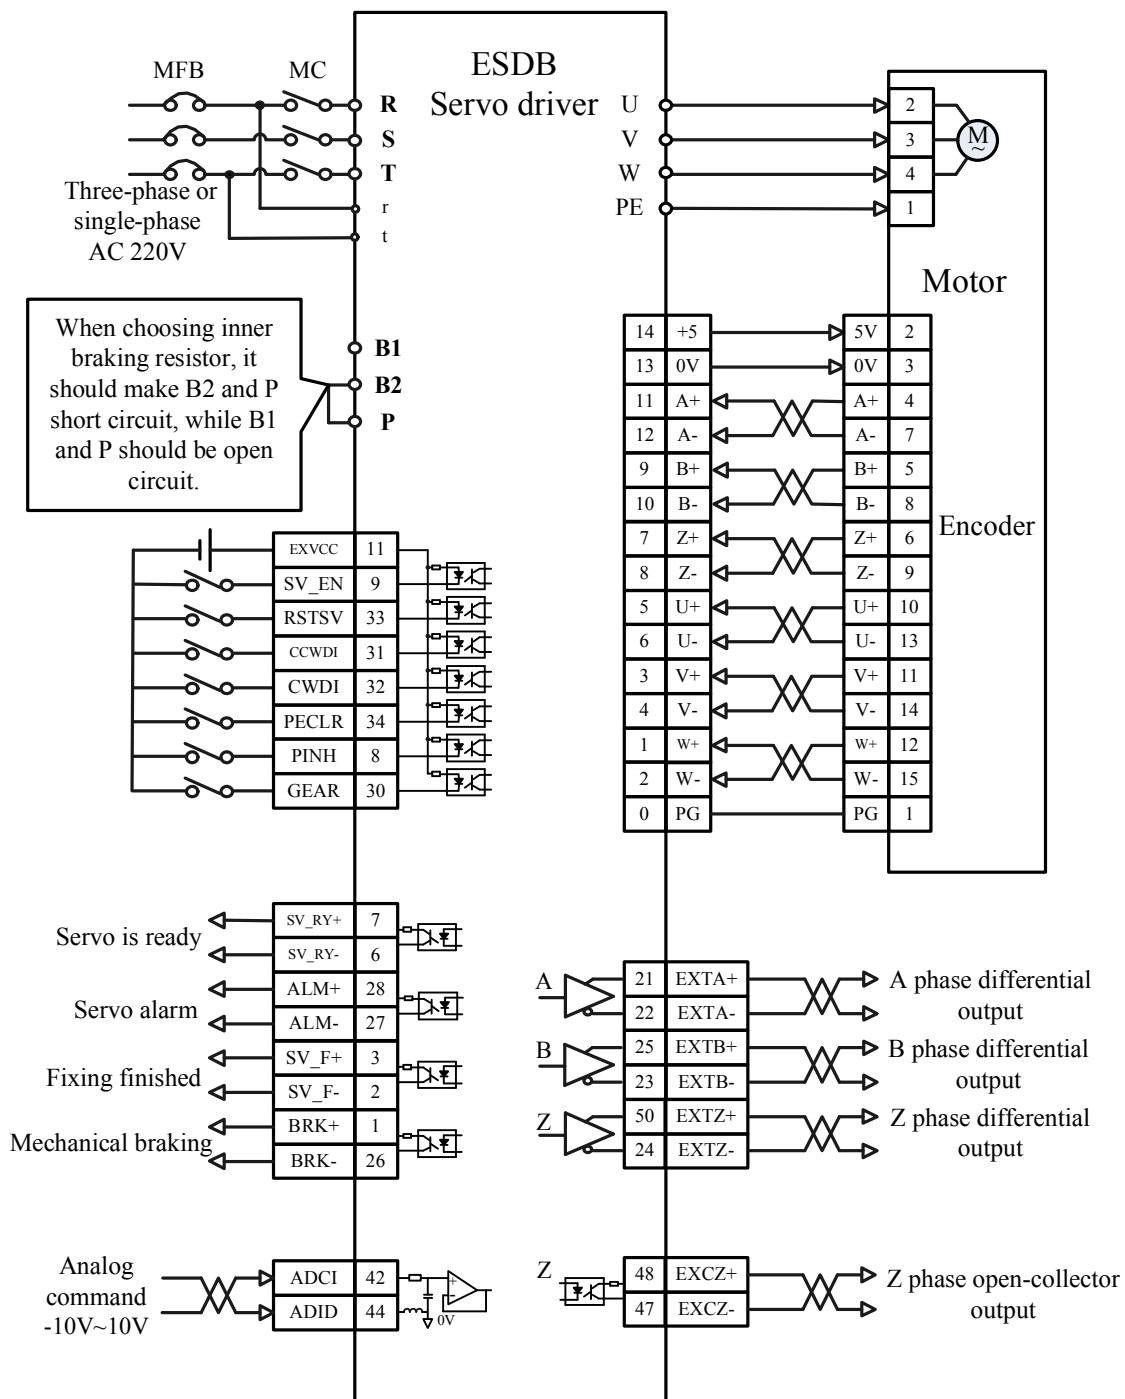 MFB MC
ESDB
Servo driver
R
S
T
r
t
Three-phase or
single-phase
AC 220V
U
V
W
PE
2
3
4
1
M
~
Motor
When choosing inner
braking resistor, it
should make B2 and P
short circuit, while B1
and P should be open
circuit.
B1
B2
P
14 +5 5V 2
13 0V 0V 3
11 A+ A+ 4
12 A- A- 7
9 B+ B+ 5
10 B- B- 8
7 Z+ Z+ 6
8 Z- Z- 9
5 U+ U+ 10
6 U- U- 13
3 V+ V+ 11
4 V- V- 14
1 W+ W+ 12
2 W- W- 15
0 PG PG 1
Encoder
EXVCC 11
SV_EN 9
RSTSV 33
CCWDI 31
CWDI 32
PECLR 34
PINH 8
GEAR 30
Servo is ready
SV_RY+ 7
SV_RY- 6
Servo alarm
ALM+ 28
ALM- 27
Fixing finished
SV_F+ 3
SV_F- 2
Mechanical braking
BRK+ 1
BRK- 26
A
21 EXTA+
22 EXTA-
A phase differential
output
B
25 EXTB+
23 EXTB-
B phase differential
output
Z
50 EXTZ+
24 EXTZ-
Z phase differential
output
Analog
command
-10V~10V
ADCI 42
ADID 44
+
-
0V
Z
48 EXCZ+
47 EXCZ-
Z phase open-collector
output